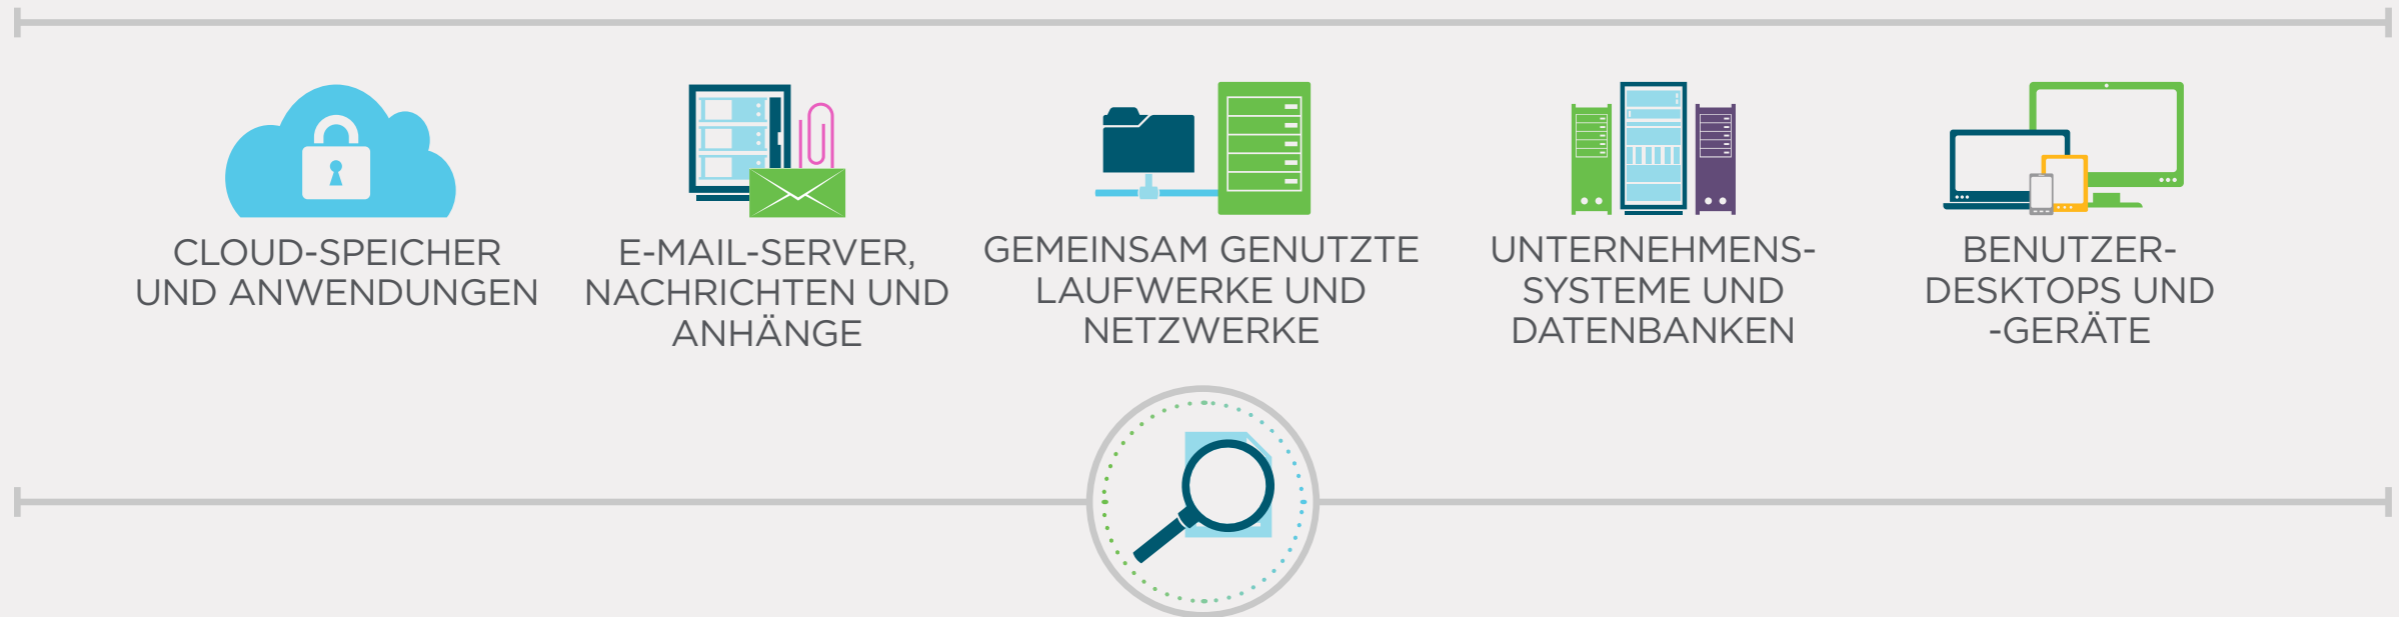 CLOUD-SPEICHER
UND ANWENDUNGEN
E-MAIL-SERVER,
NACHRICHTEN UND
ANHÄNGE
GEMEINSAM GENUTZTE
LAUFWERKE UND
NETZWERKE
UNTERNEHMENS-
SYSTEME UND
DATENBANKEN
BENUTZER-
DESKTOPS UND
-GERÄTE